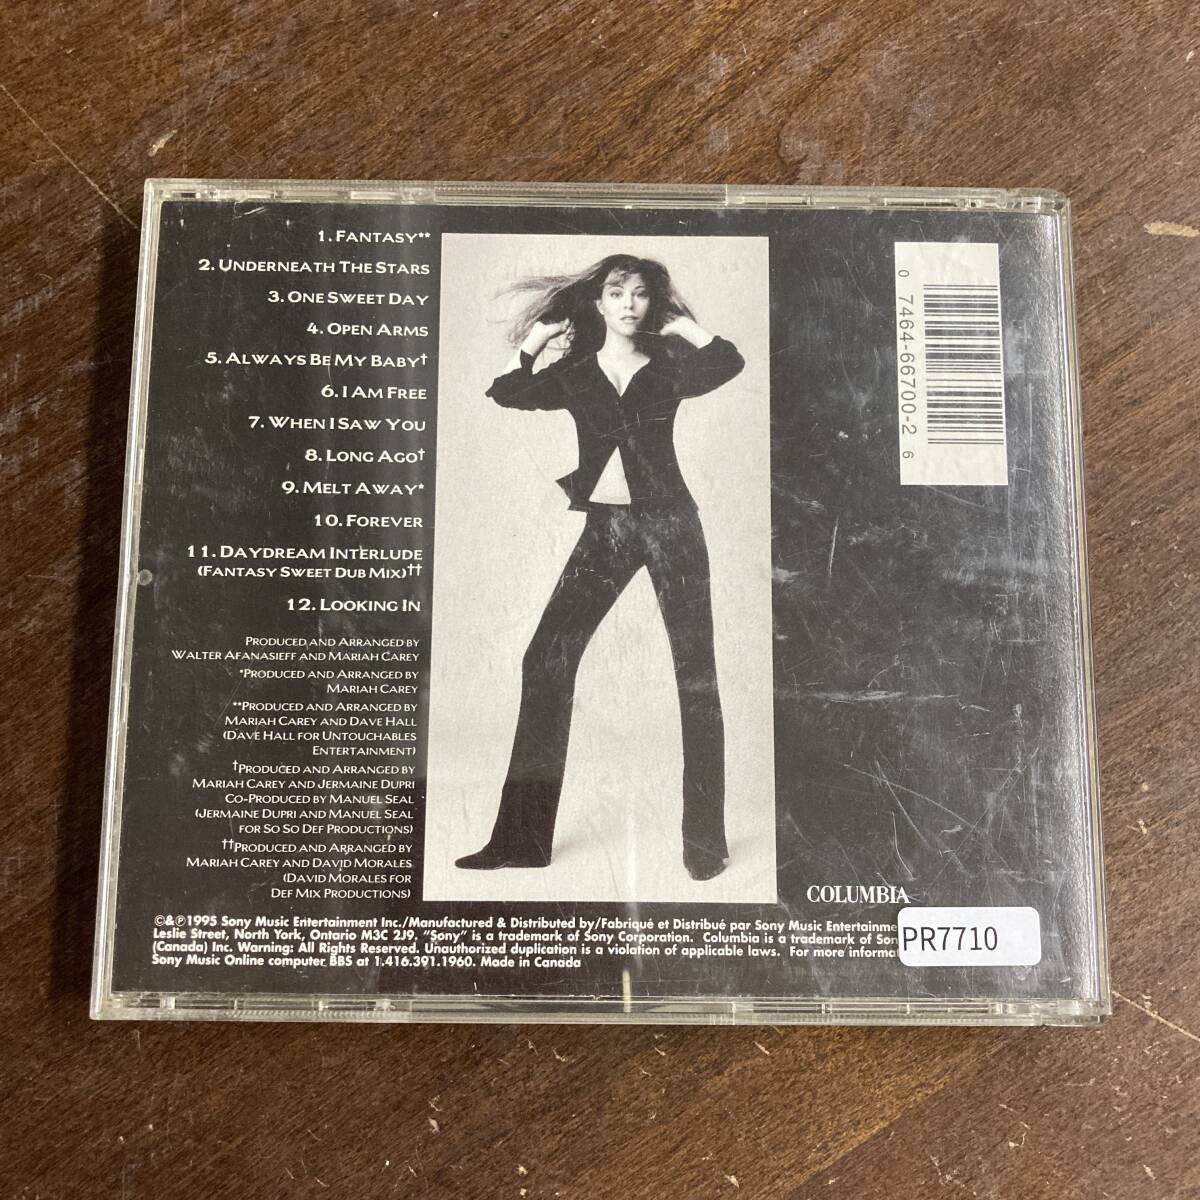 1. Fantasy**
2. Underneath The Stars
3. One Sweet Day
4. Open Arms
5. Always Be My Baby†
6. I Am Free
7. When I Saw You
8. Long Ago†
9. Melt Away*
10. Forever
11. Daydream Interlude
(Fantasy Sweet Dub Mix)††
12. Looking In
Produced and Arranged by
Walter Afanasieff and Mariah Carey
*Produced and Arranged by
Mariah Carey
**Produced and Arranged by
Mariah Carey and Dave Hall
(Dave Hall for Untouchables
Entertainment)
†Produced and Arranged by
Mariah Carey and Jermaine Dupri
Co-Produced by Manuel Seal
(Jermaine Dupri and Manuel Seal
for So So Def Productions)
††Produced and Arranged by
Mariah Carey and David Morales
(David Morales for
Def Mix Productions)
0 7464-66700-2 6
COLUMBIA
©&℗1995 Sony Music Entertainment Inc./Manufactured & Distributed by/Fabriqué et Distribué par Sony Music
Leslie Street, North York, Ontario M3C 2J9. "Sony" is a trademark of Sony Corporation. Columbia is a trademark of
(Canada) Inc. Warning: All Rights Reserved. Unauthorized duplication is a violation of applicable laws. For more
Sony Music Online computer BBS at 1.416.391.1960. Made in Canada
PR7710